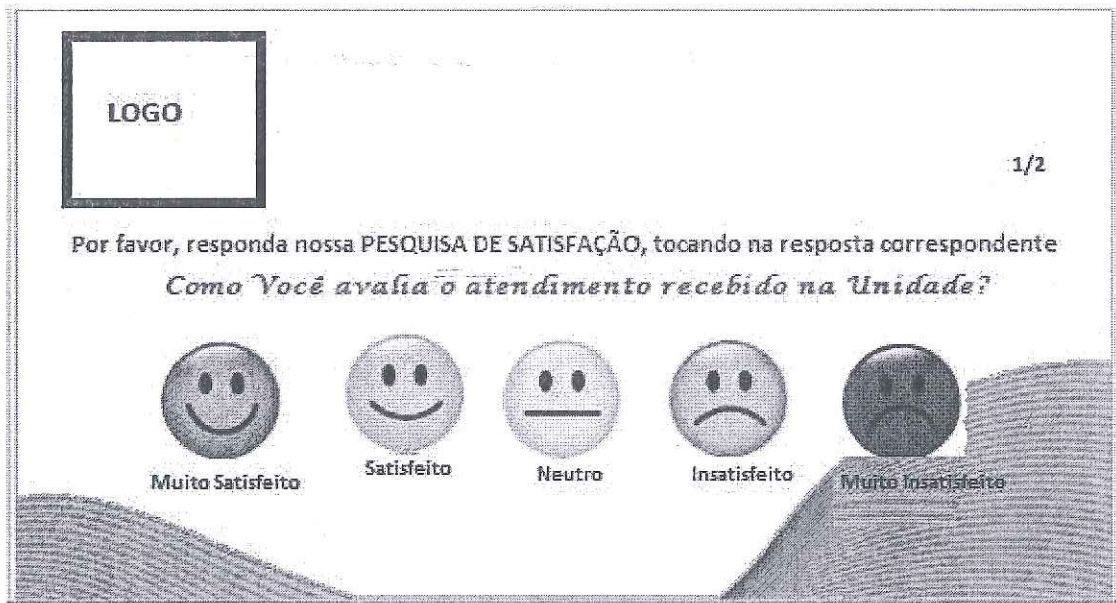 LOGO
1/2
Por favor, responda nossa PESQUISA DE SATISFAÇÃO, tocando na resposta correspondente
Como Você avalia o atendimento recebido na Unidade?
Muito Satisfeito
Satisfeito
Neutro
Insatisfeito
Muito Insatisfeito